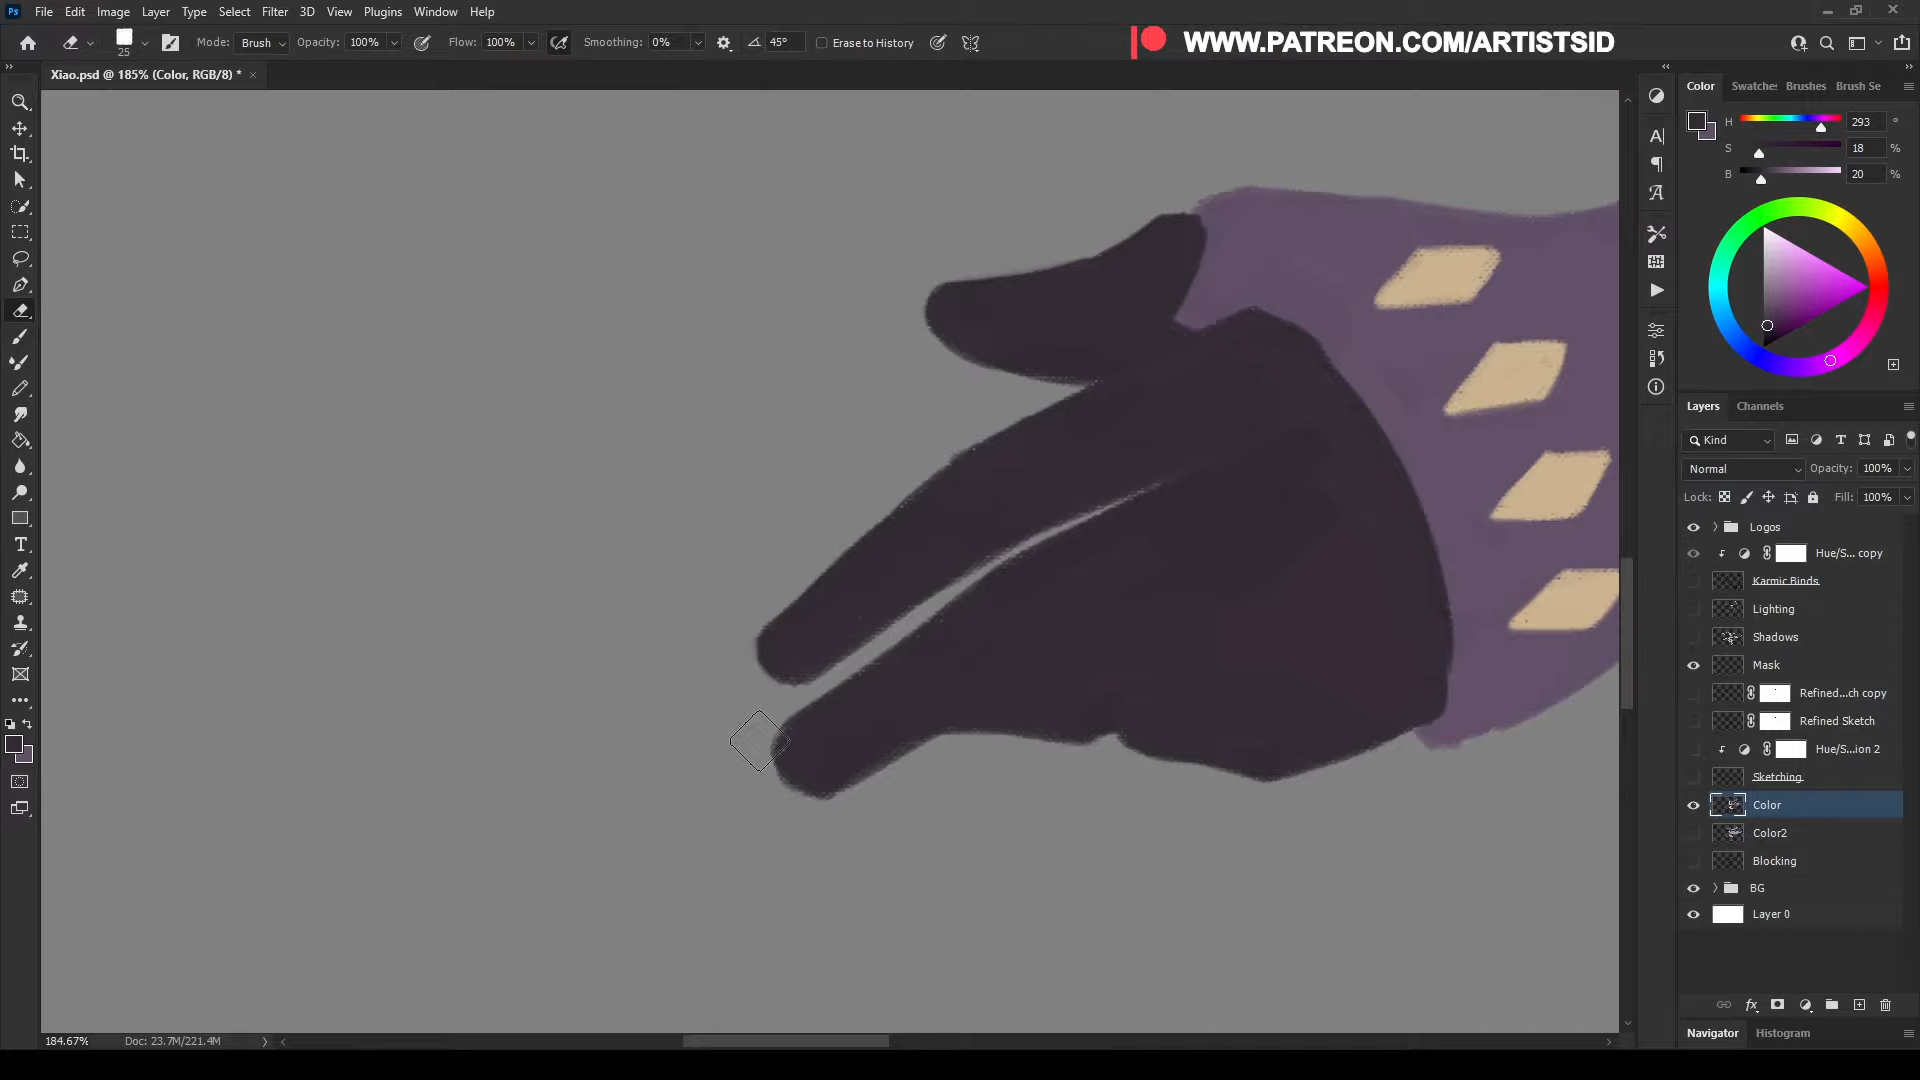 Ps File Edit Image Layer Type Select Filter 3D View Plugins Window Help
25 Mode: Brush Opacity: 100% Flow: 100% Smoothing: 0% 45° Erase to History WWW.PATREON.COM/ARTISTSID
Xiao.psd @ 185% (Color, RGB/8) *
Color Swatche: Brushes Brush Se
H 293 °
S 18 %
B 20 %
Layers Channels
Kind
Normal Opacity: 100%
Lock: Fill: 100%
Logos
Hue/S... copy
Karmic Binds
Lighting
Shadows
Mask
Refined...ch copy
Refined Sketch
Hue/S...ion 2
Sketching
Color
Color2
Blocking
BG
Layer 0
Navigator Histogram
184.67% Doc: 23.7M/221.4M